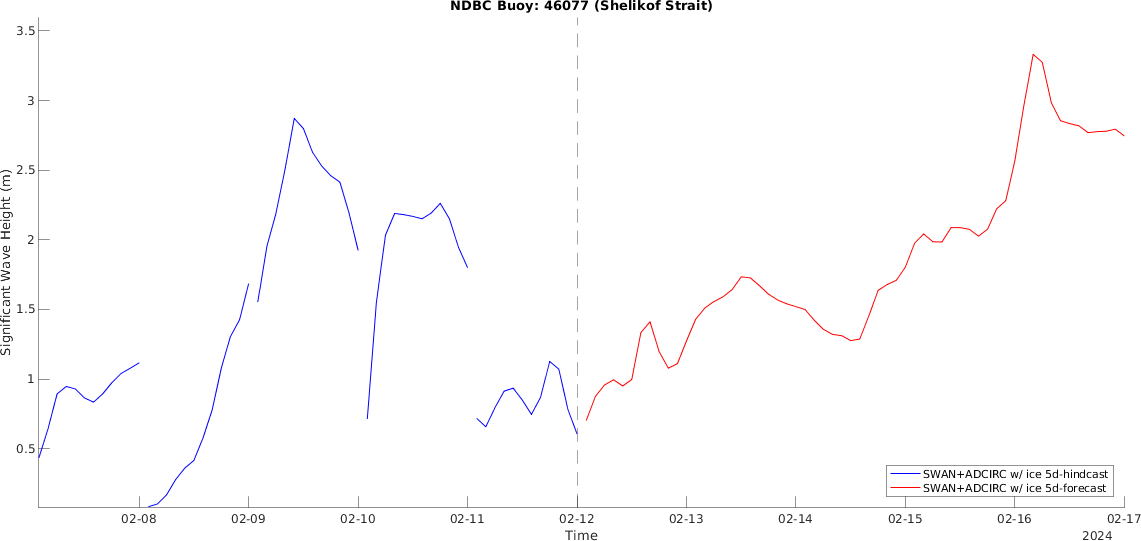 NDBC Buoy: 46077 (Shelikof Strait)
3.5
3
2.5
2
1.5
1
0.5
Significant Wave Height (m)
SWAN+ADCIRC w/ ice 5d-hindcast
SWAN+ADCIRC w/ ice 5d-forecast
02-08 02-09 02-10 02-11 02-12 02-13 02-14 02-15 02-16 02-17
Time
2024